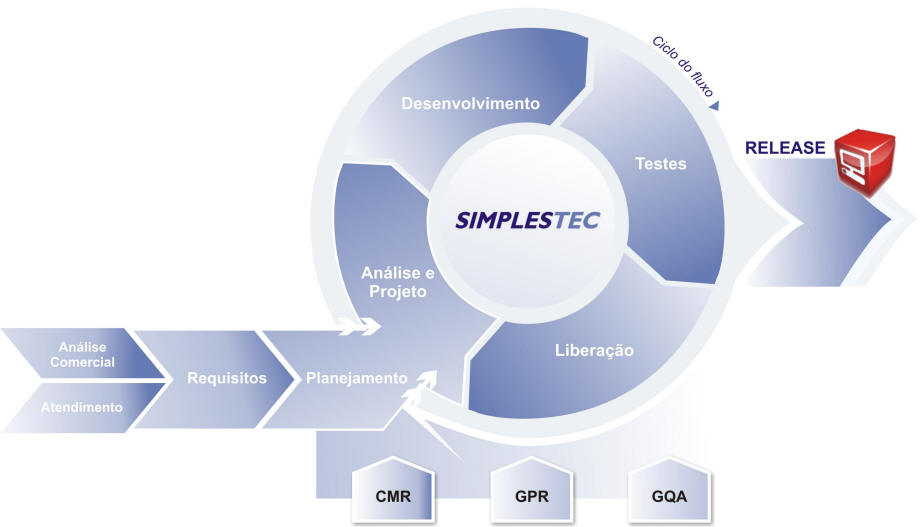 Ciclo do fluxo
Desenvolvimento
Testes
RELEASE
SIMPLESTEC
Análise e
Projeto
Liberação
Análise
Comercial
Requisitos
Planejamento
Atendimento
CMR
GPR
GQA